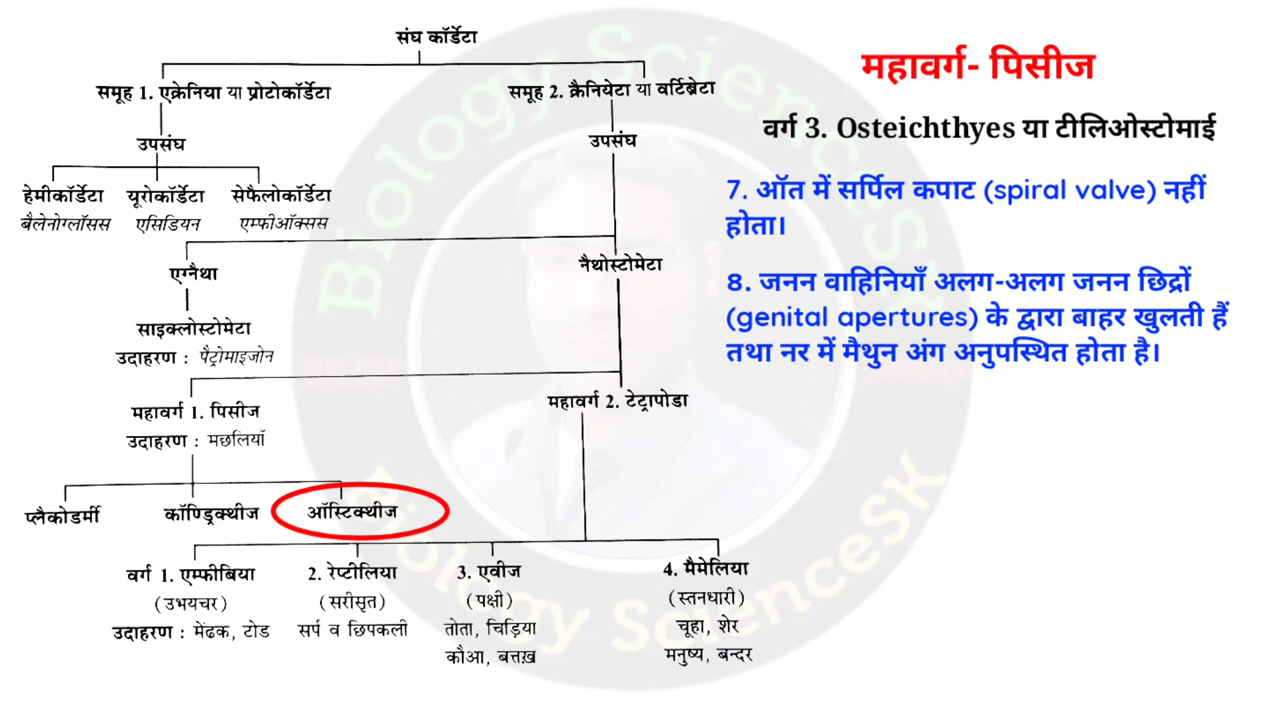 संघ कॉर्डेटा
समूह 1. एक्रेनिया या प्रोटोकॉर्डेटा
समूह 2. क्रैनियेटा या वर्टिब्रेटा
उपसंघ
उपसंघ
हेमीकॉर्डेटा यूरोकॉर्डेटा सेफैलोकॉर्डेटा
बैलेनोग्लॉसस एसिडियन एम्फीऑक्सस
एग्नैथा
नैथोस्टोमेटा
साइक्लोस्टोमेटा
उदाहरण : पैट्रोमाइजोन
महावर्ग 1. पिसीज
महावर्ग 2. टेट्रापोडा
उदाहरण : मछलियाँ
प्लैकोडर्मी कॉण्ड्रिक्थीज ऑस्टिक्थीज
वर्ग 1. एम्फीबिया 2. रेप्टीलिया 3. एवीज 4. मैमेलिया
(उभयचर) (सरीसृत) (पक्षी) (स्तनधारी)
उदाहरण : मेंढक, टोड सर्प व छिपकली तोता, चिड़िया चूहा, शेर
कौआ, बत्तख़ मनुष्य, बन्दर
महावर्ग- पिसीज
वर्ग 3. Osteichthyes या टीलिओस्टोमाई
7. ऑत में सर्पिल कपाट (spiral valve) नहीं
होता।
8. जनन वाहिनियाँ अलग-अलग जनन छिद्रों
(genital apertures) के द्वारा बाहर खुलती हैं
तथा नर में मैथुन अंग अनुपस्थित होता है।
Biology ScienceSK
Biology ScienceSK